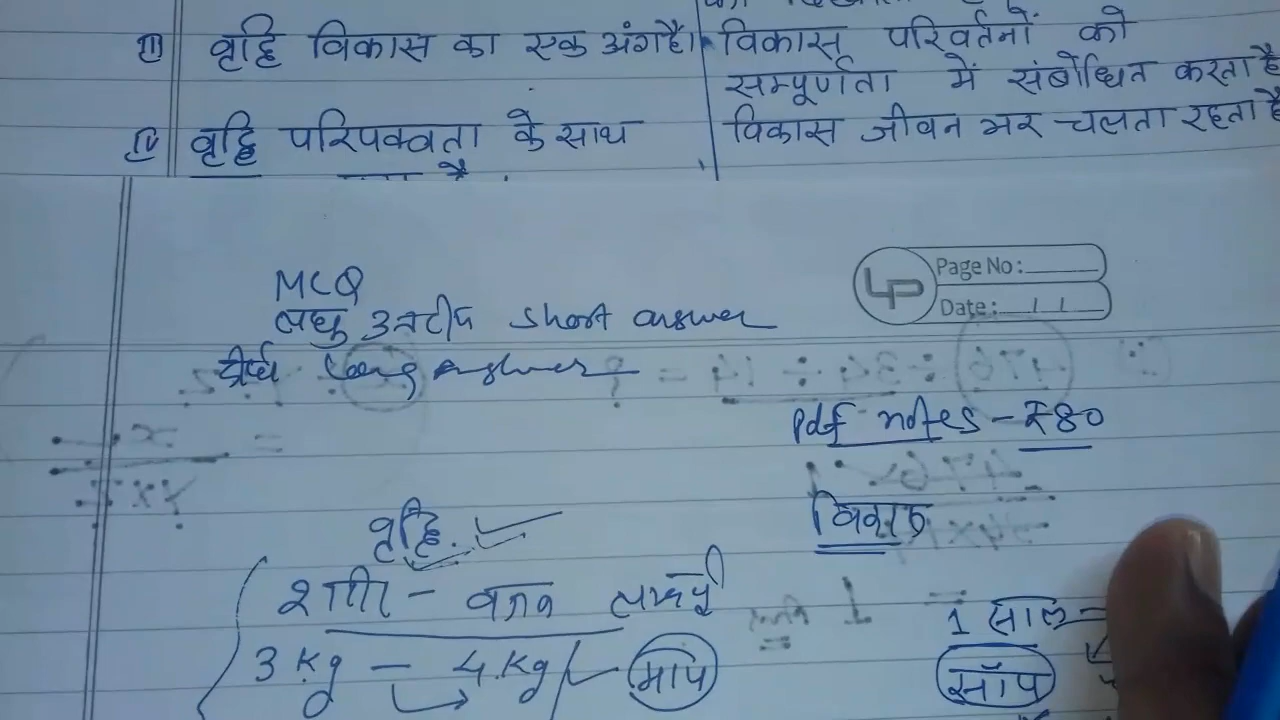 III वृद्धि विकास का एक अंग है।
विकास परिवर्तनों को
सम्पूर्णता में संबोधित करता है
IV वृद्धि परिपक्वता के साथ
विकास जीवन भर चलता रहता है
MCQ
लघु उत्तरीय short answer
दीर्घ long answer
Page No:
Date:
Pdf notes - ₹80
वृद्धि
विकास
शरीर - वजन लम्बाई
3 Kg - 4 Kg - माप
1 साल
साँप